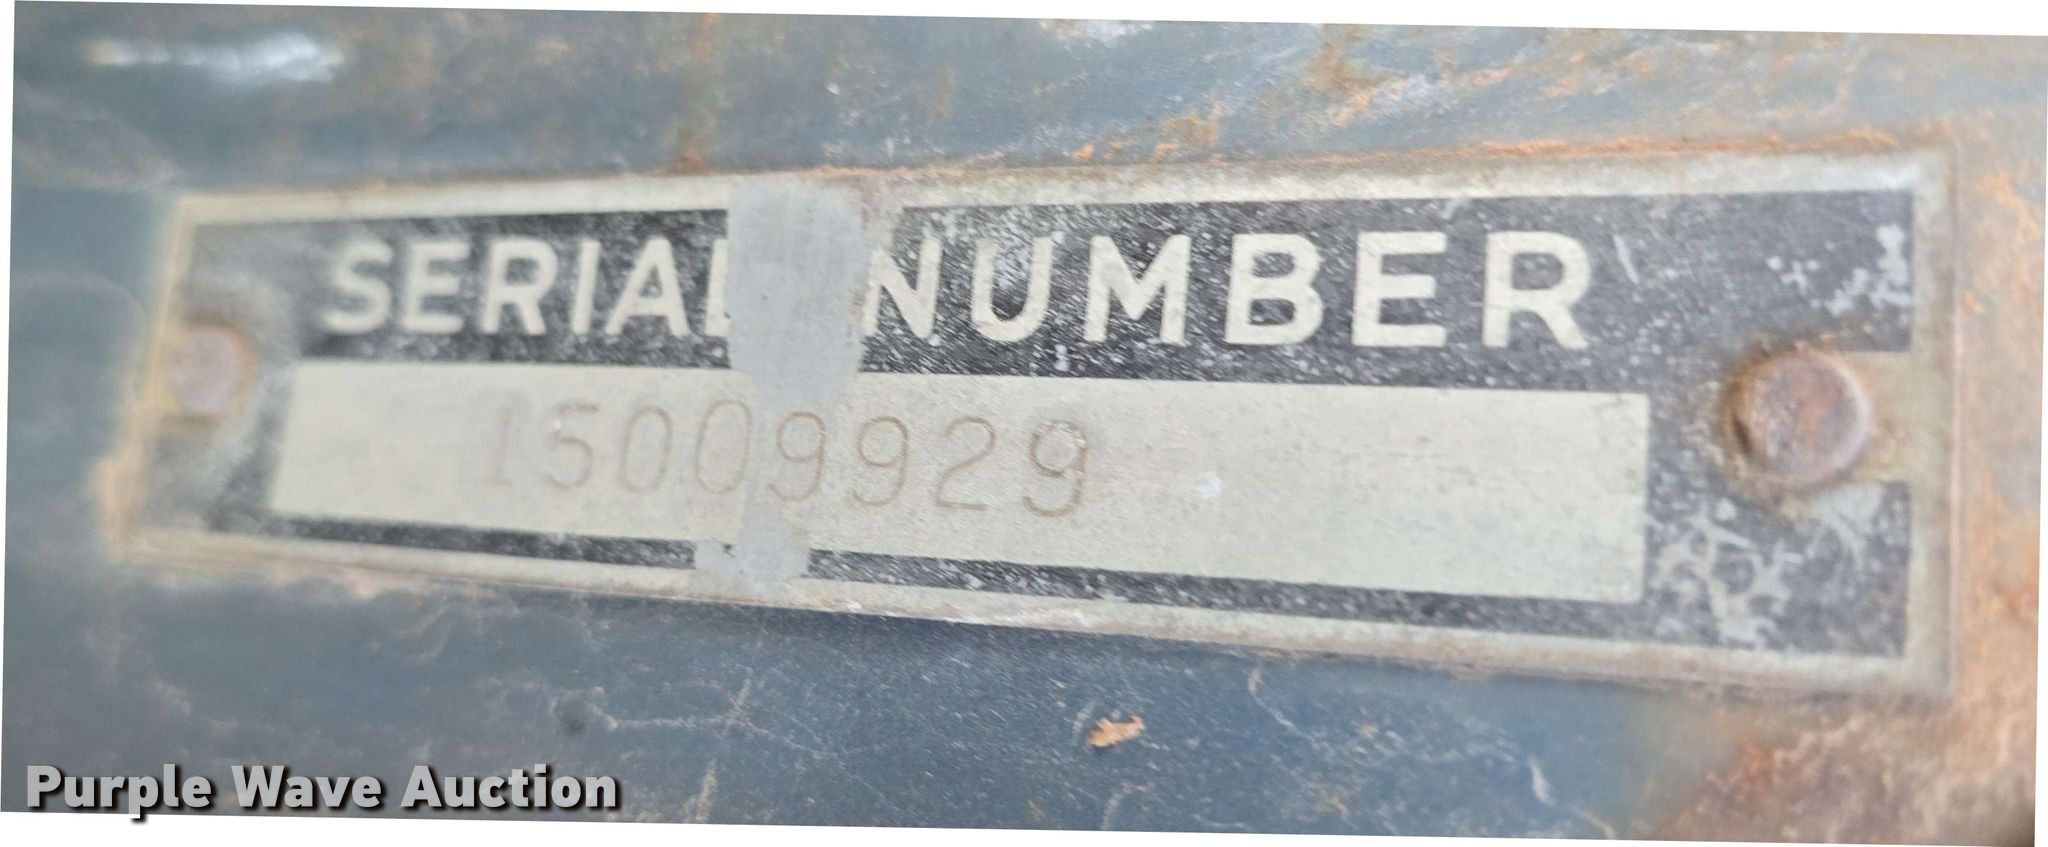 SERIAL NUMBER
15009929
Purple Wave Auction